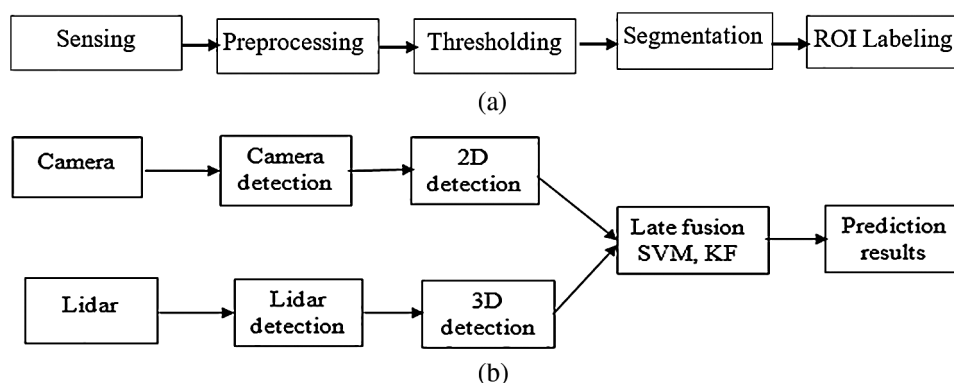 Sensing
Preprocessing
Thresholding
Segmentation
ROI Labeling
(a)
Camera
Camera
detection
2D
detection
Late fusion
SVM, KF
Prediction
results
Lidar
Lidar
detection
3D
detection
(b)